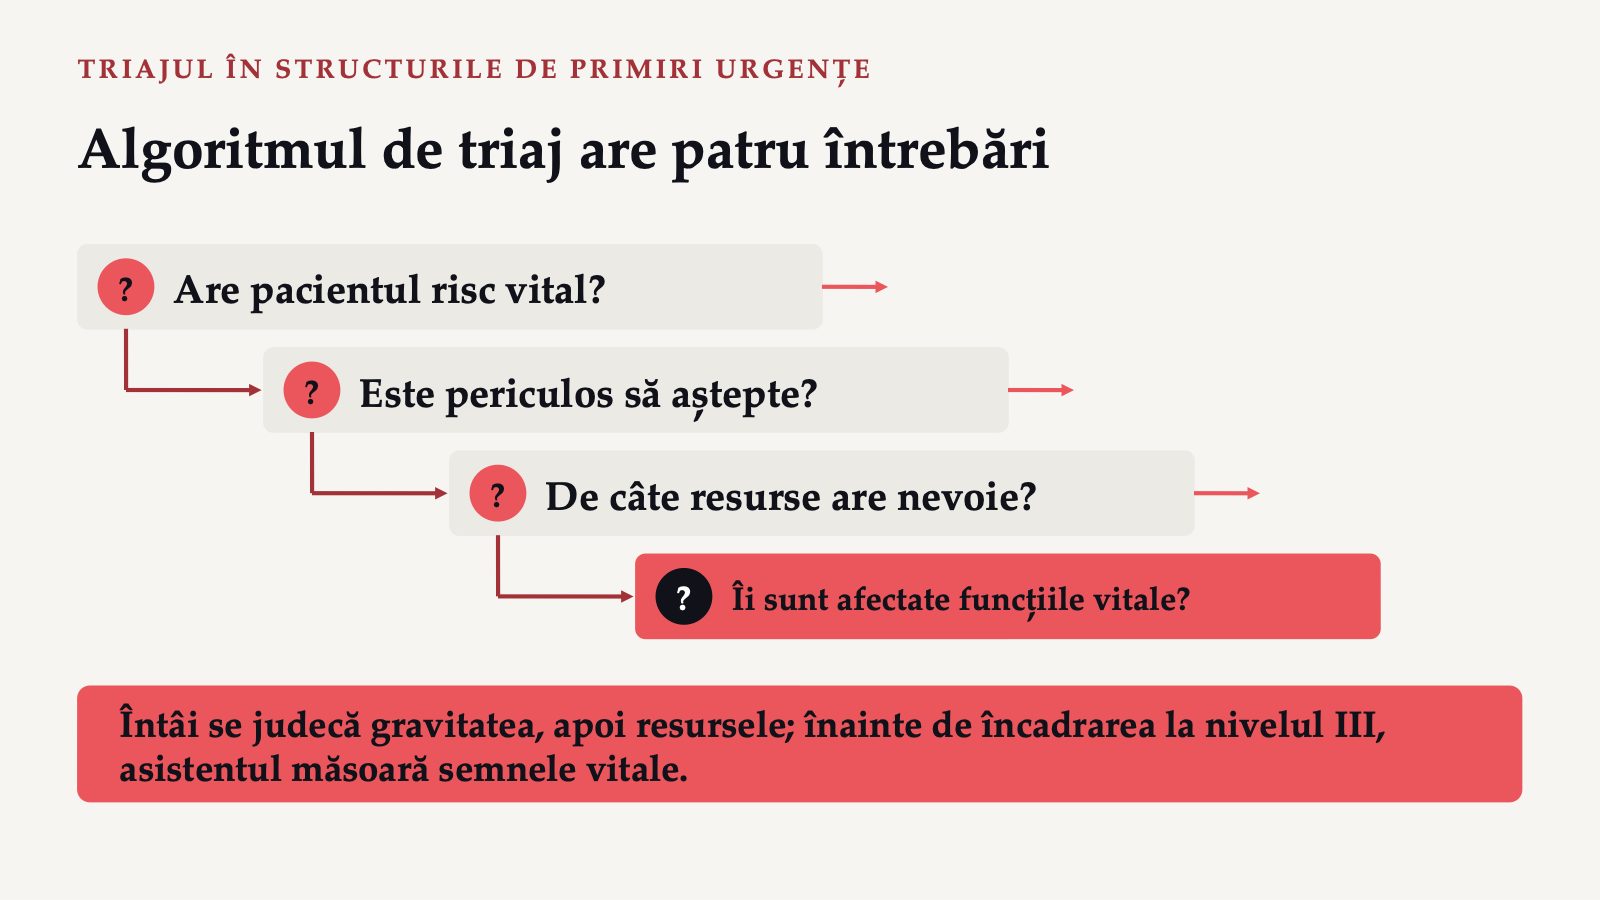 TRIAJUL ÎN STRUCTURILE DE PRIMIRI URGENȚE
Algoritmul de triaj are patru întrebări
? Are pacientul risc vital?
? Este periculos să aștepte?
? De câte resurse are nevoie?
? Îi sunt afectate funcțiile vitale?
Întâi se judecă gravitatea, apoi resursele; înainte de încadrarea la nivelul III,
asistentul măsoară semnele vitale.